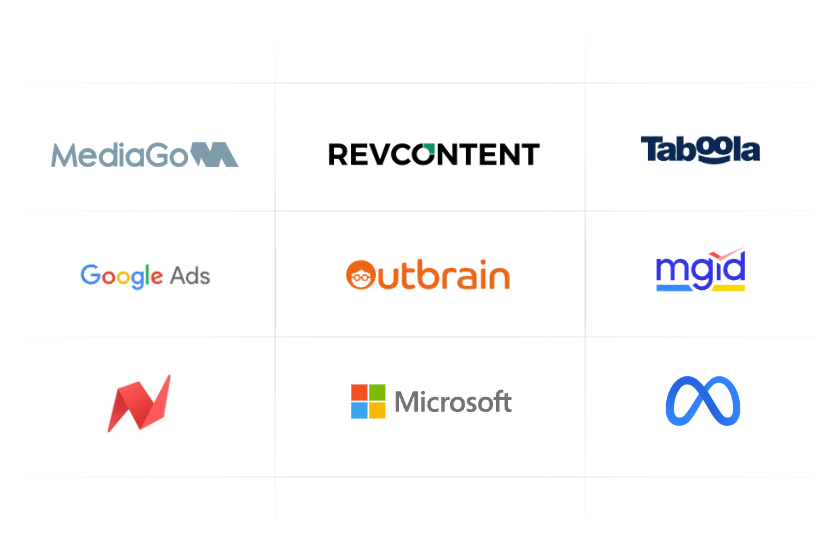 MediaGo
REVCONTENT
Taboola
Google Ads
Outbrain
mgid
Microsoft